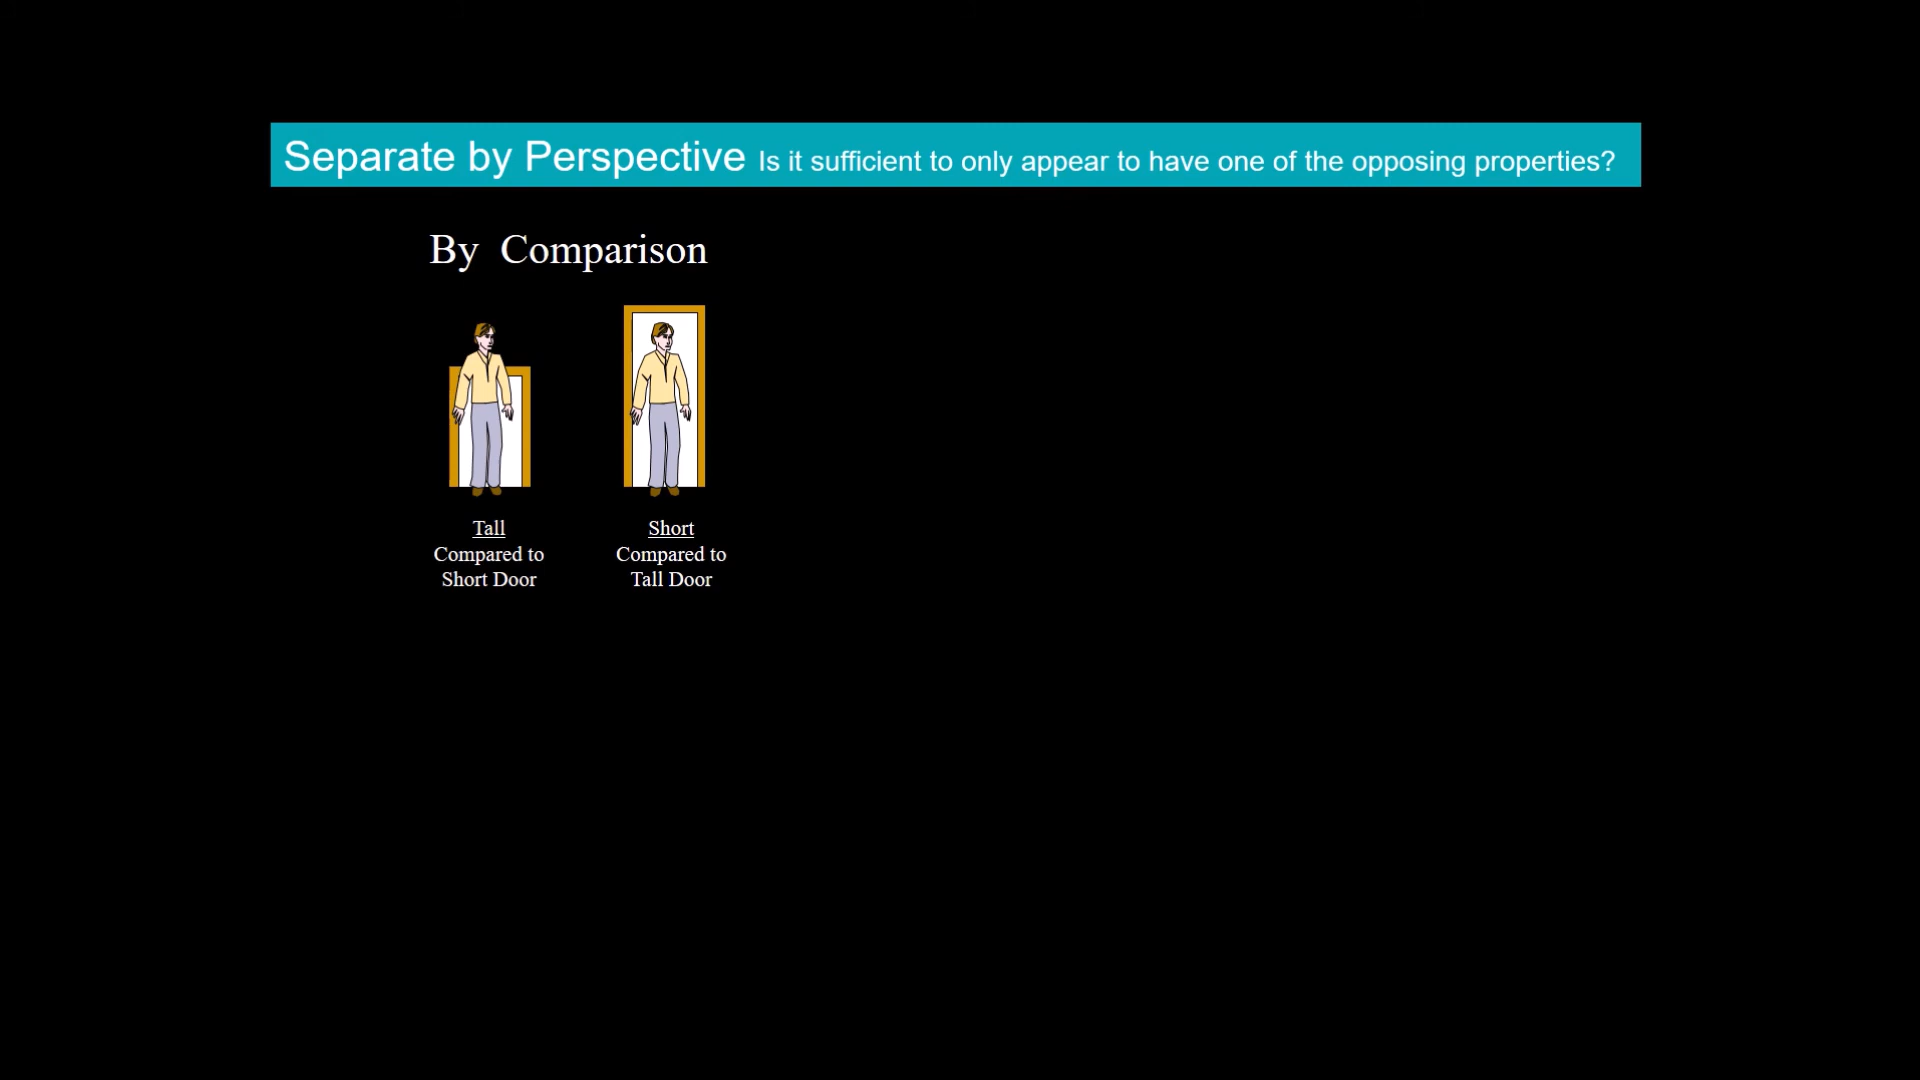 Separate by Perspective Is it sufficient to only appear to have one of the opposing properties?
By Comparison
Tall
Compared to
Short Door
Short
Compared to
Tall Door